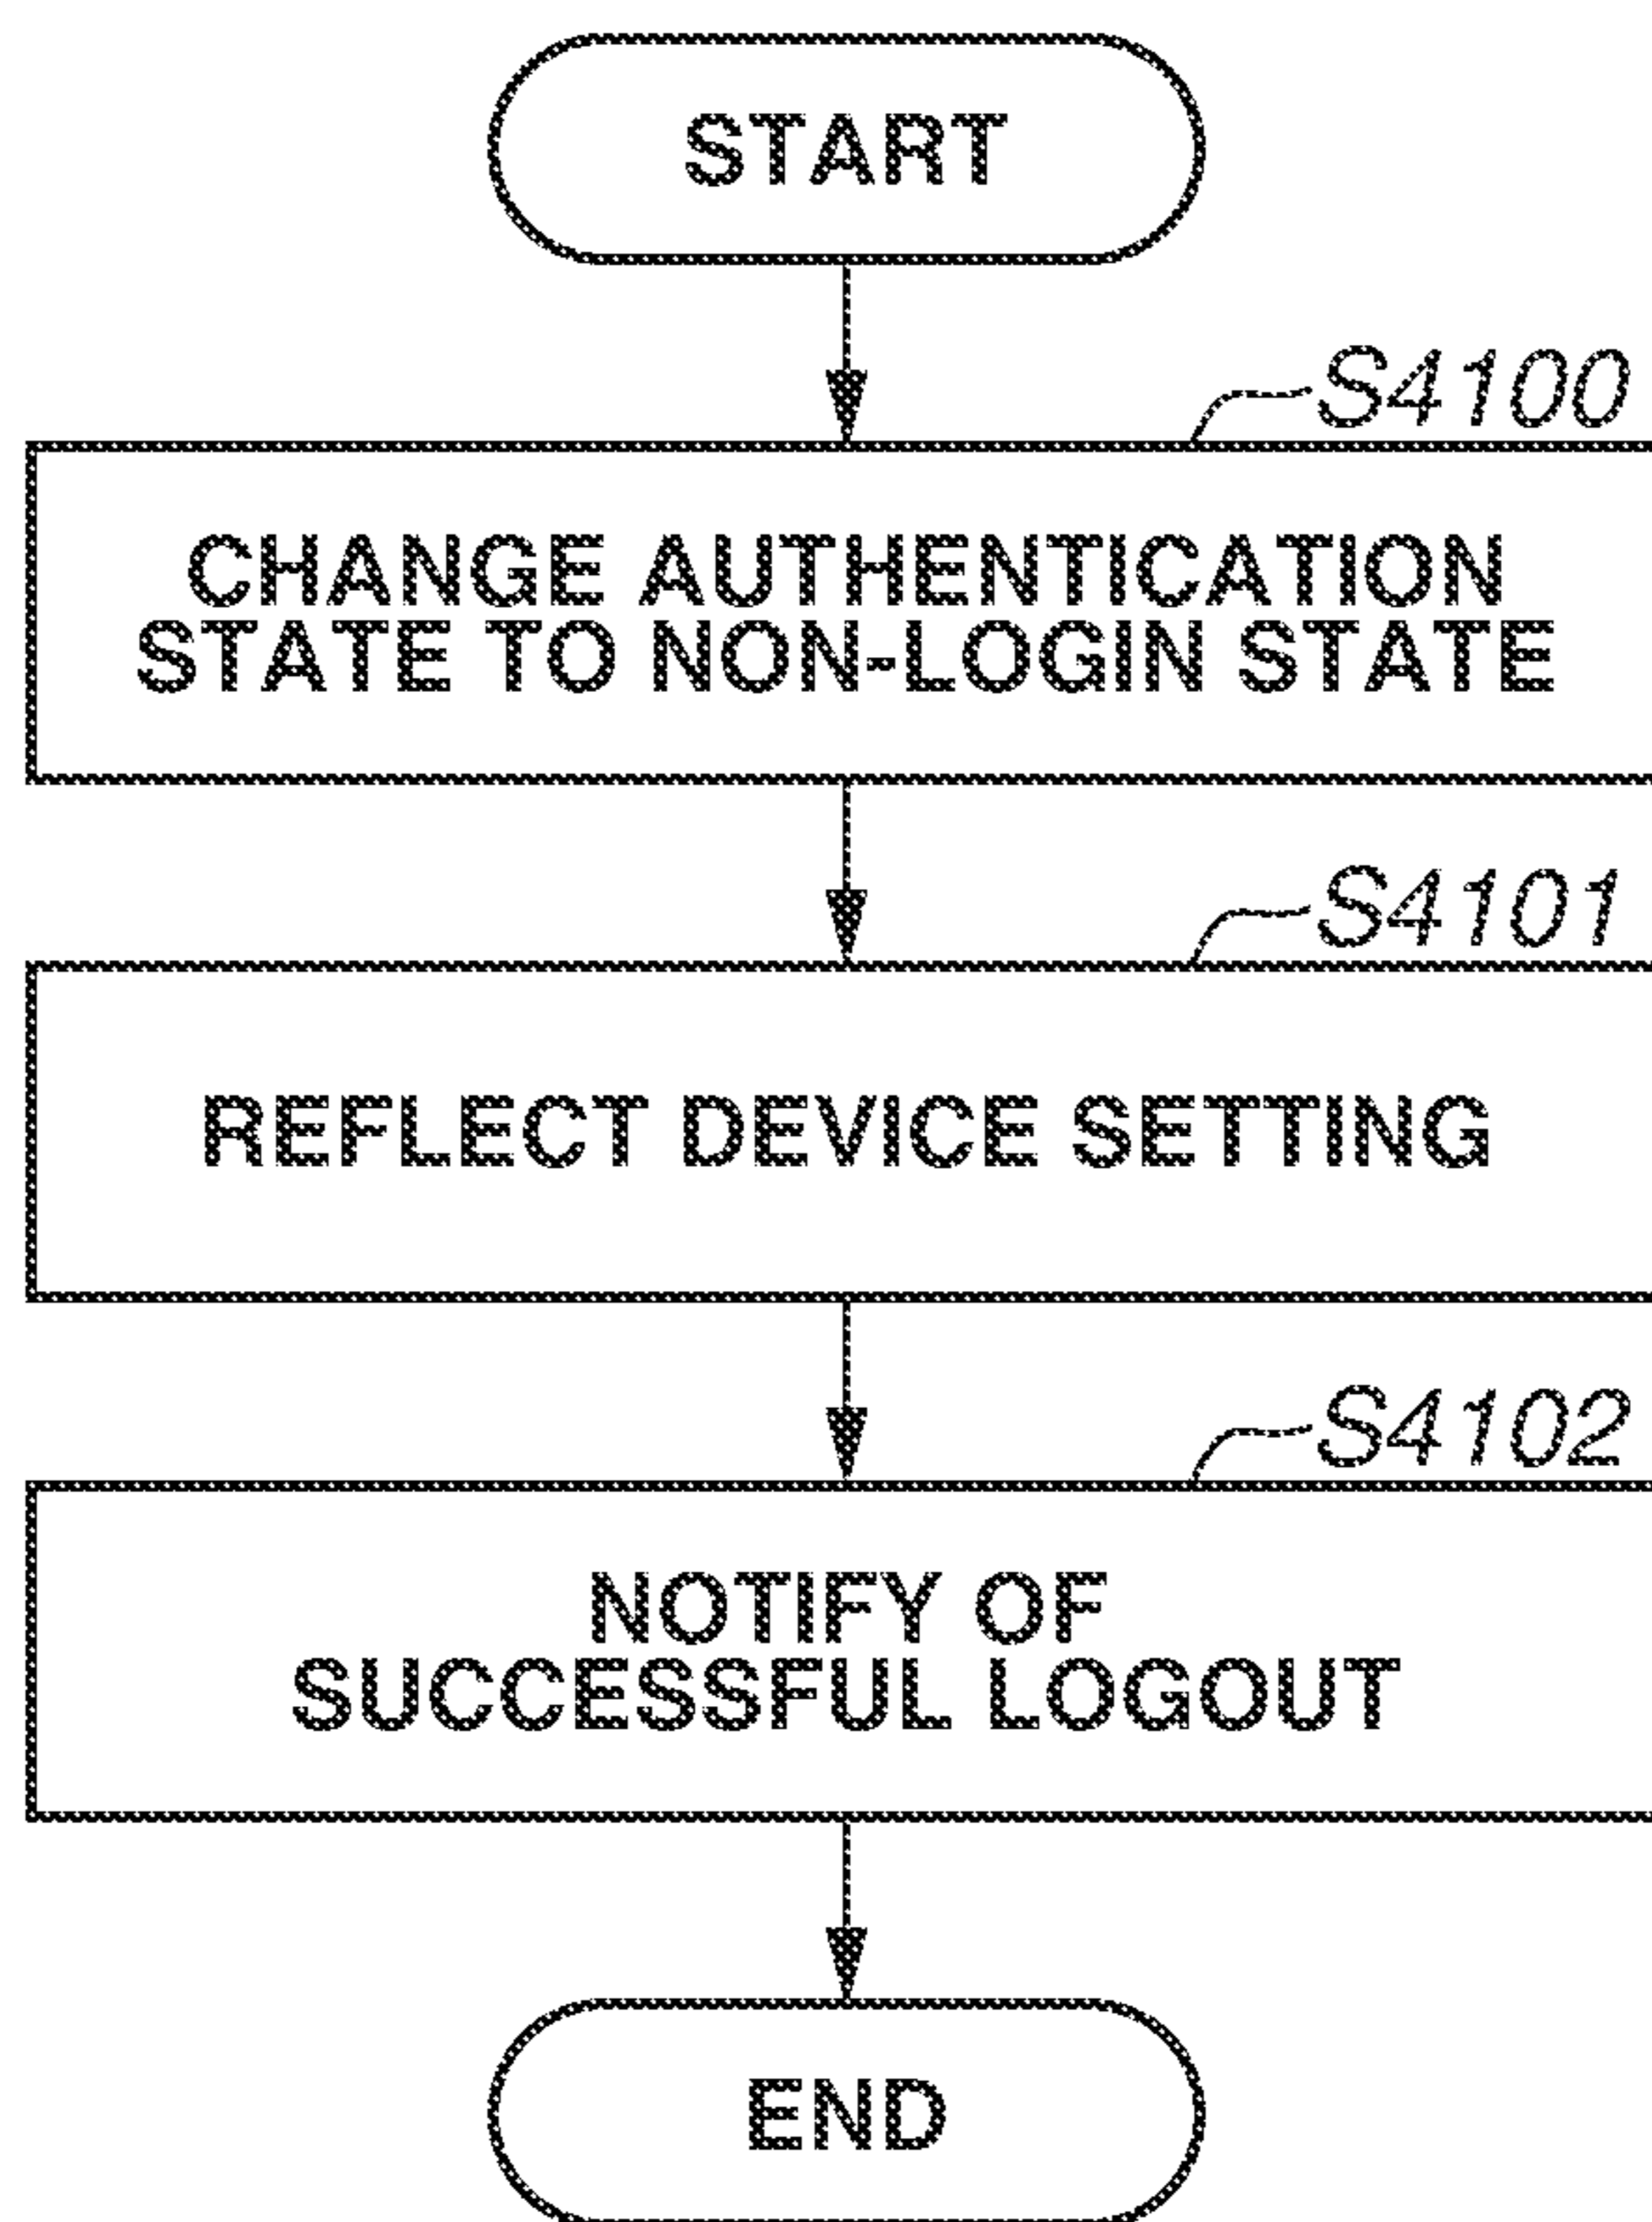 START
S4100
CHANGE AUTHENTICATION
STATE TO NON-LOGIN STATE
S4101
REFLECT DEVICE SETTING
S4102
NOTIFY OF
SUCCESSFUL LOGOUT
END